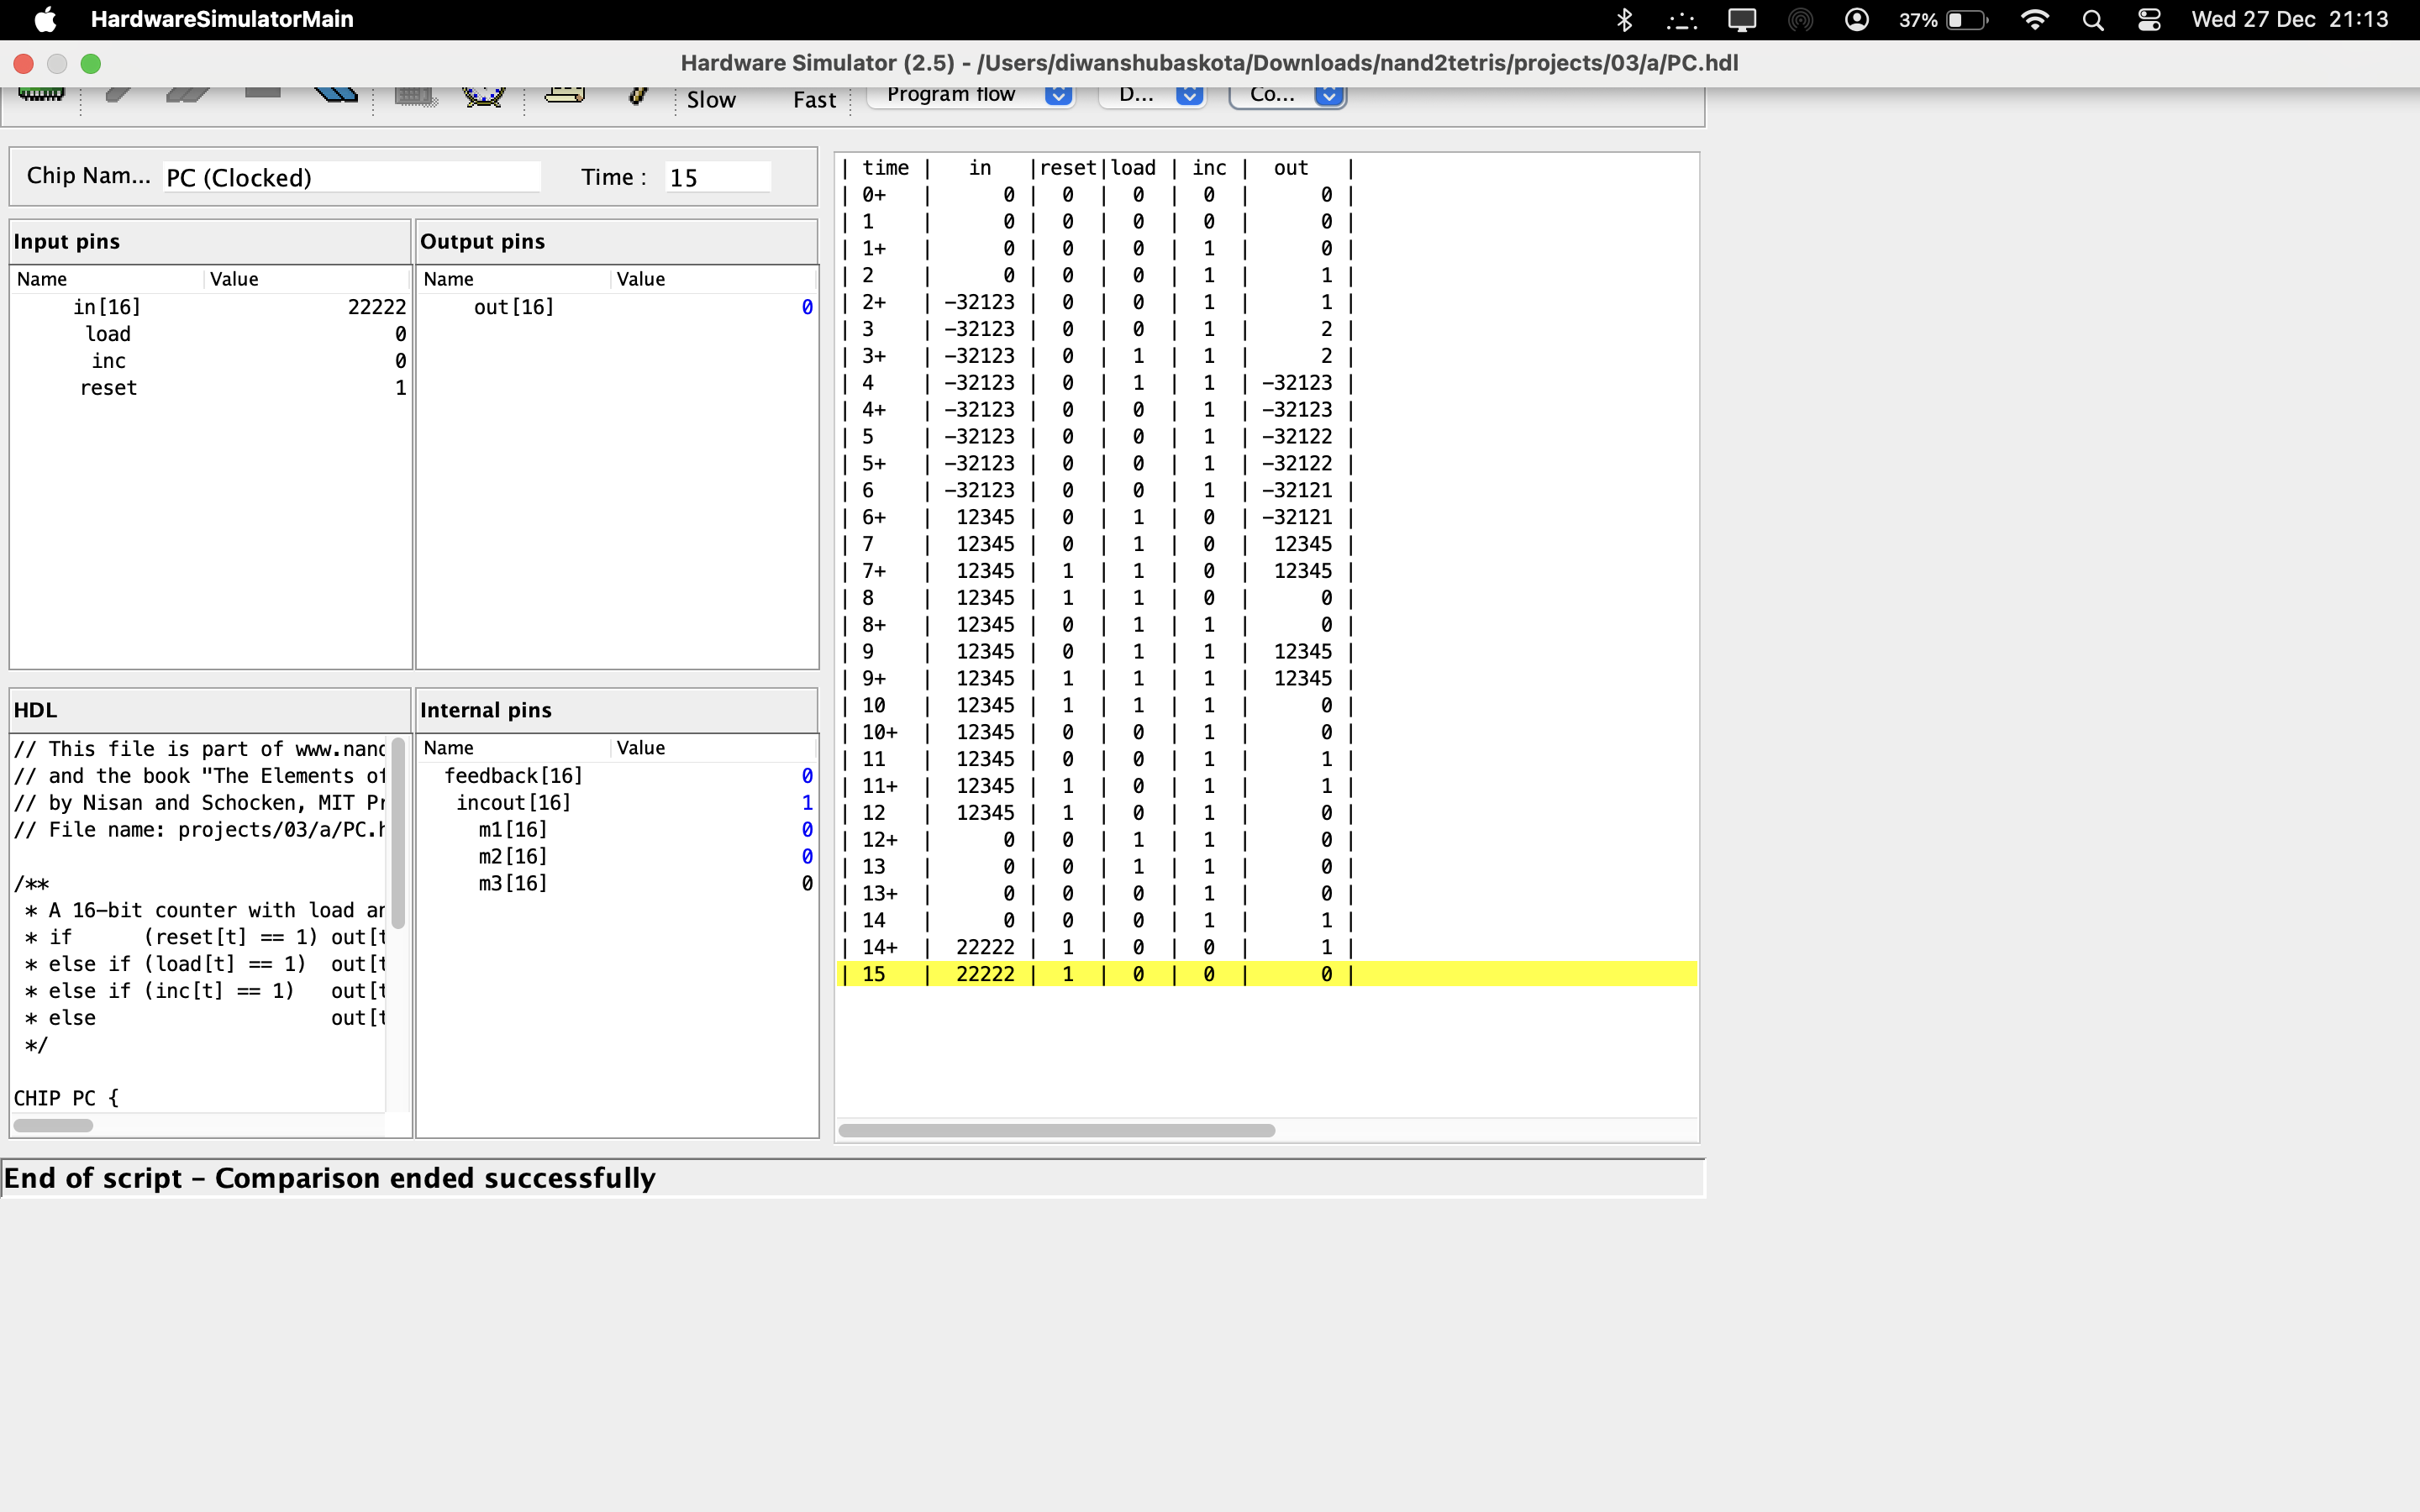 HardwareSimulatorMain
37%
Wed 27 Dec 21:13
Hardware Simulator (2.5) - /Users/diwanshubaskota/Downloads/nand2tetris/projects/03/a/PC.hdl
Slow Fast Program flow D... Co...
Chip Nam... PC (Clocked) Time : 15
Input pins
Name Value
in[16] 22222
load 0
inc 0
reset 1
Output pins
Name Value
out[16] 0
HDL
// This file is part of www.nand
// and the book "The Elements of
// by Nisan and Schocken, MIT Pr
// File name: projects/03/a/PC.h
/**
* A 16-bit counter with load an
* if (reset[t] == 1) out[t
* else if (load[t] == 1) out[t
* else if (inc[t] == 1) out[t
* else out[t
*/
CHIP PC {
Internal pins
Name Value
feedback[16] 0
incout[16] 1
m1[16] 0
m2[16] 0
m3[16] 0
| time | in |reset|load | inc | out |
| 0+ | 0 | 0 | 0 | 0 | 0 |
| 1 | 0 | 0 | 0 | 0 | 0 |
| 1+ | 0 | 0 | 0 | 1 | 0 |
| 2 | 0 | 0 | 0 | 1 | 1 |
| 2+ | -32123 | 0 | 0 | 1 | 1 |
| 3 | -32123 | 0 | 0 | 1 | 2 |
| 3+ | -32123 | 0 | 1 | 1 | 2 |
| 4 | -32123 | 0 | 1 | 1 | -32123 |
| 4+ | -32123 | 0 | 0 | 1 | -32123 |
| 5 | -32123 | 0 | 0 | 1 | -32122 |
| 5+ | -32123 | 0 | 0 | 1 | -32122 |
| 6 | -32123 | 0 | 0 | 1 | -32121 |
| 6+ | 12345 | 0 | 1 | 0 | -32121 |
| 7 | 12345 | 0 | 1 | 0 | 12345 |
| 7+ | 12345 | 1 | 1 | 0 | 12345 |
| 8 | 12345 | 1 | 1 | 0 | 0 |
| 8+ | 12345 | 0 | 1 | 1 | 0 |
| 9 | 12345 | 0 | 1 | 1 | 12345 |
| 9+ | 12345 | 1 | 1 | 1 | 12345 |
| 10 | 12345 | 1 | 1 | 1 | 0 |
| 10+ | 12345 | 0 | 0 | 1 | 0 |
| 11 | 12345 | 0 | 0 | 1 | 1 |
| 11+ | 12345 | 1 | 0 | 1 | 1 |
| 12 | 12345 | 1 | 0 | 1 | 0 |
| 12+ | 0 | 0 | 1 | 1 | 0 |
| 13 | 0 | 0 | 1 | 1 | 0 |
| 13+ | 0 | 0 | 0 | 1 | 0 |
| 14 | 0 | 0 | 0 | 1 | 1 |
| 14+ | 22222 | 1 | 0 | 0 | 1 |
| 15 | 22222 | 1 | 0 | 0 | 0 |
End of script - Comparison ended successfully